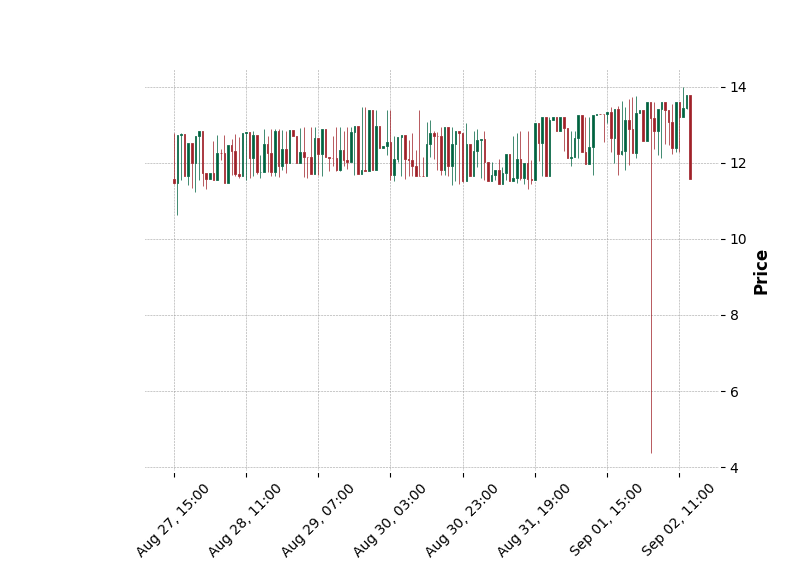 14
12
10
8
6
4
Price
Aug 27, 15:00
Aug 28, 11:00
Aug 29, 07:00
Aug 30, 03:00
Aug 30, 23:00
Aug 31, 19:00
Sep 01, 15:00
Sep 02, 11:00